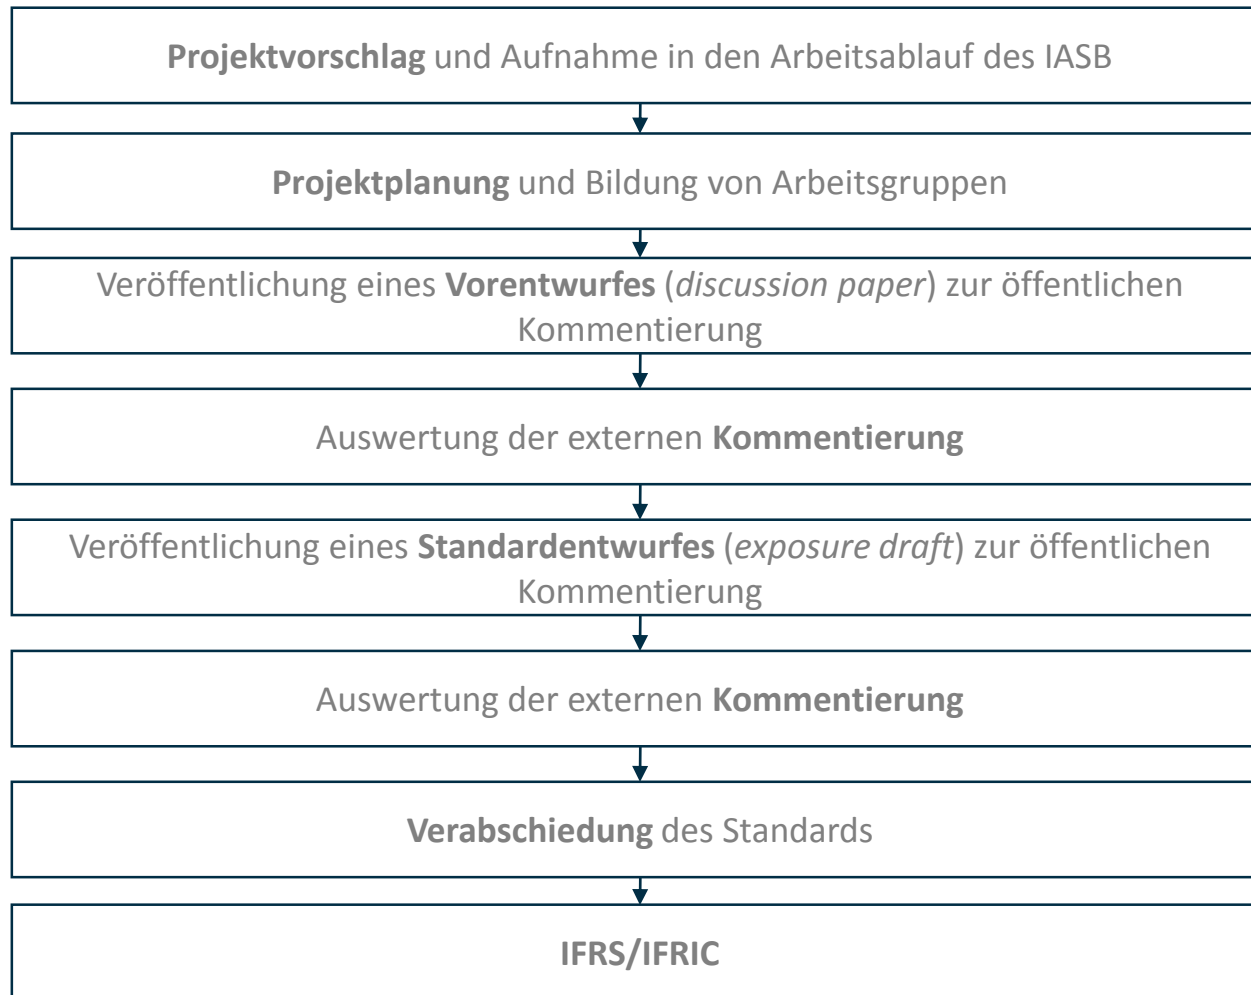 Projektvorschlag und Aufnahme in den Arbeitsablauf des IASB
Projektplanung und Bildung von Arbeitsgruppen
Veröffentlichung eines Vorentwurfes (discussion paper) zur öffentlichen
Kommentierung
Auswertung der externen Kommentierung
Veröffentlichung eines Standardentwurfes (exposure draft) zur öffentlichen
Kommentierung
Auswertung der externen Kommentierung
Verabschiedung des Standards
IFRS/IFRIC